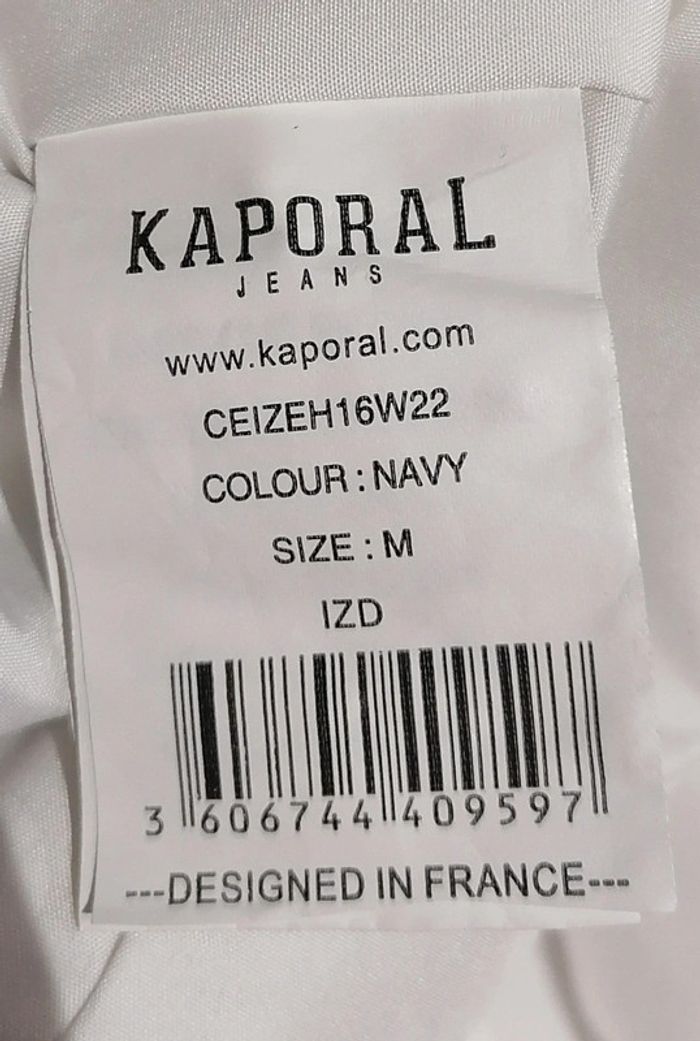 KAPORAL
JEANS
www.kaporal.com
CEIZEH16W22
COLOUR : NAVY
SIZE : M
IZD
3 606744 409597
---DESIGNED IN FRANCE---